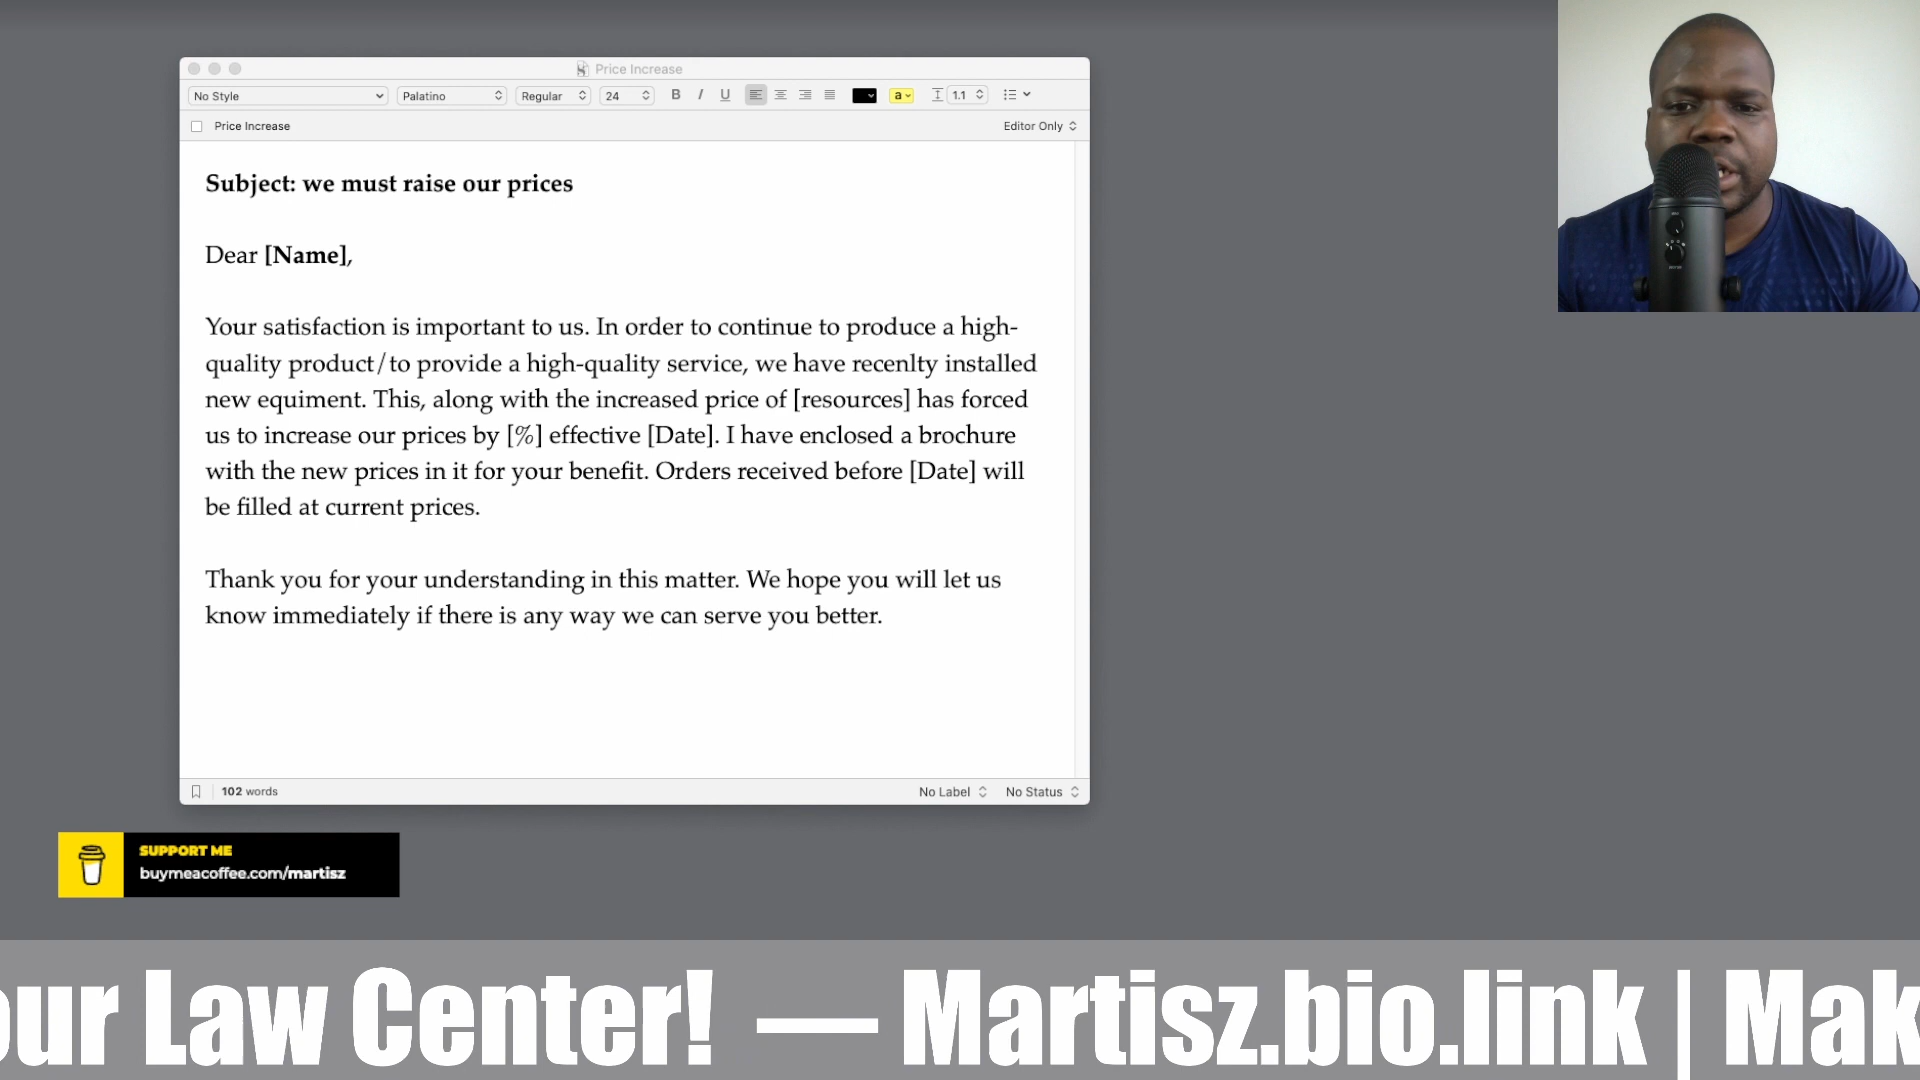 Price Increase
No Style
Palatino
Regular
24
B I U
a
1.1
Price Increase
Editor Only
Subject: we must raise our prices
Dear [Name],
Your satisfaction is important to us. In order to continue to produce a high-
quality product/to provide a high-quality service, we have recenlty installed
new equiment. This, along with the increased price of [resources] has forced
us to increase our prices by [%] effective [Date]. I have enclosed a brochure
with the new prices in it for your benefit. Orders received before [Date] will
be filled at current prices.
Thank you for your understanding in this matter. We hope you will let us
know immediately if there is any way we can serve you better.
102 words
No Label
No Status
SUPPORT ME
buymeacoffee.com/martisz
our Law Center! — Martisz.bio.link | Mak